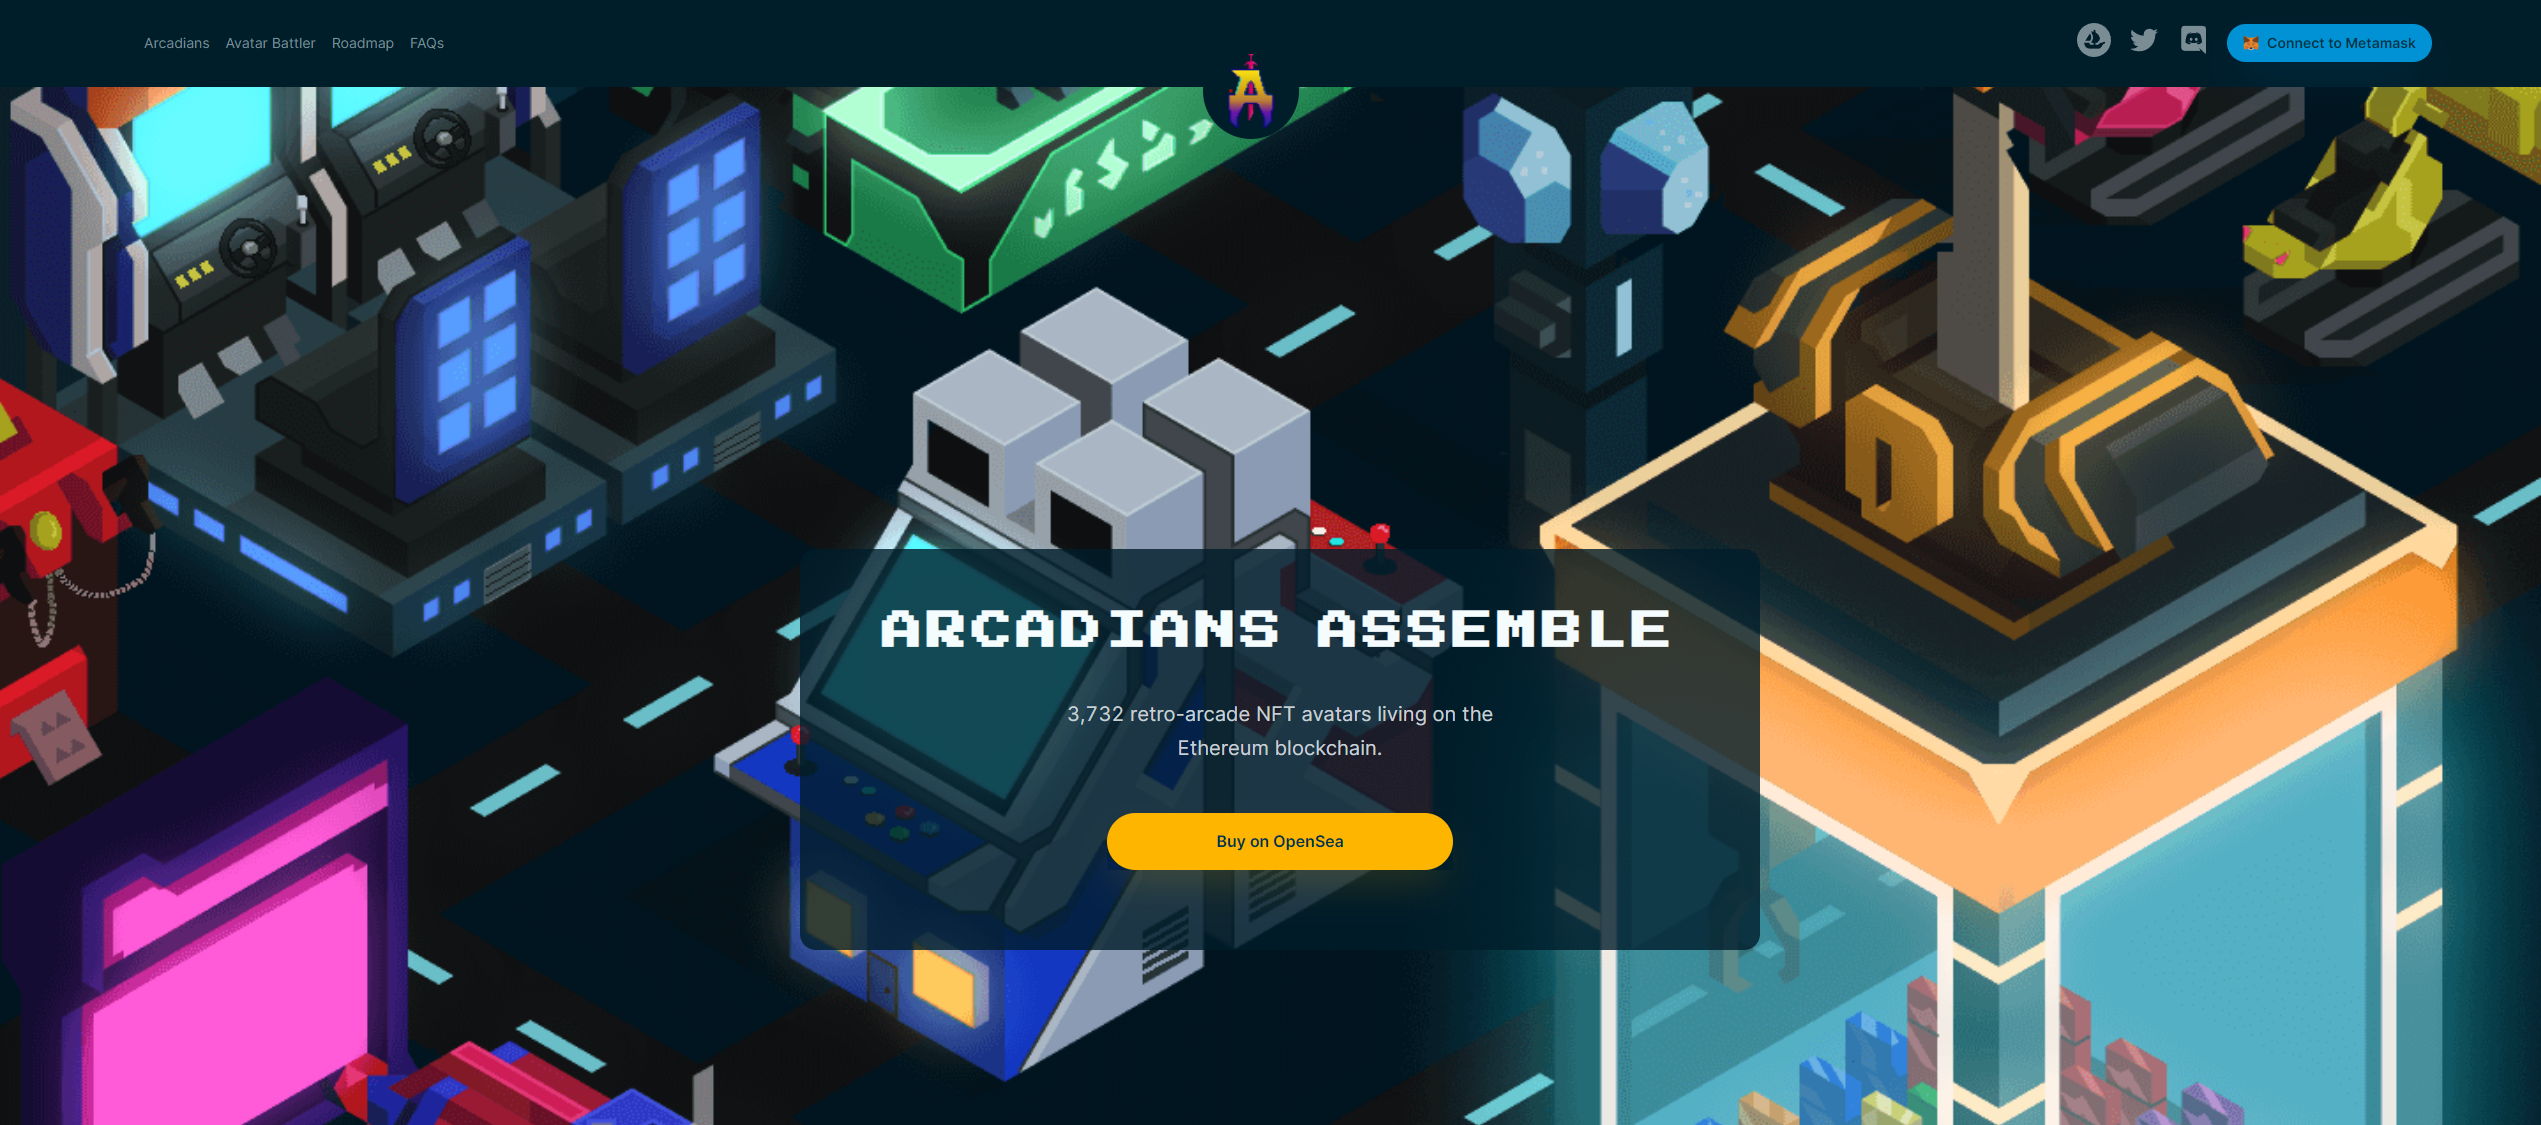 Arcadians Avatar Battler Roadmap FAQs
Connect to Metamask
A
ARCADIANS ASSEMBLE
3,732 retro-arcade NFT avatars living on the
Ethereum blockchain.
Buy on OpenSea